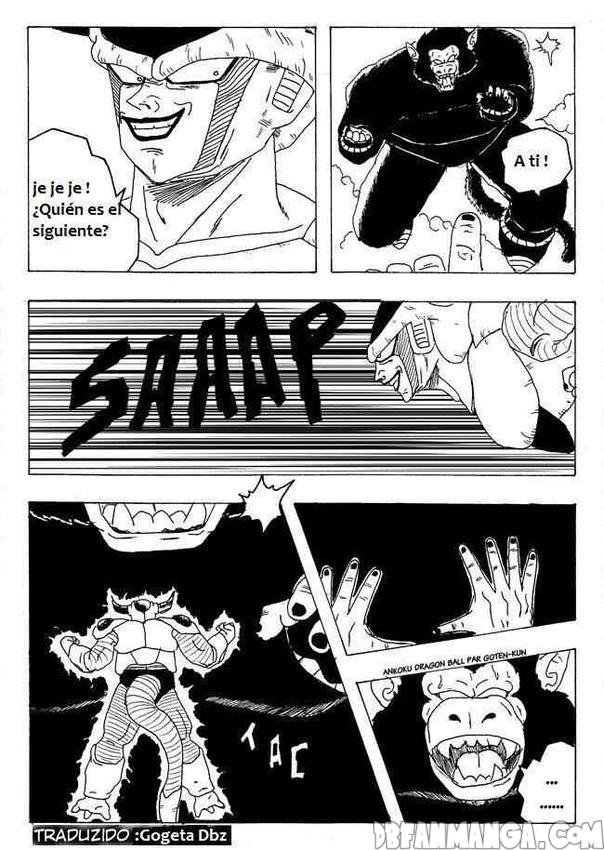 je je je !
¿Quién es el
siguiente?
A ti !
SAAAP
TAC
ANKOKU DRAGON BALL PAR GOTEN-KUN
...
......
TRADUZIDO :Gogeta Dbz
DBFANMANGA.COM